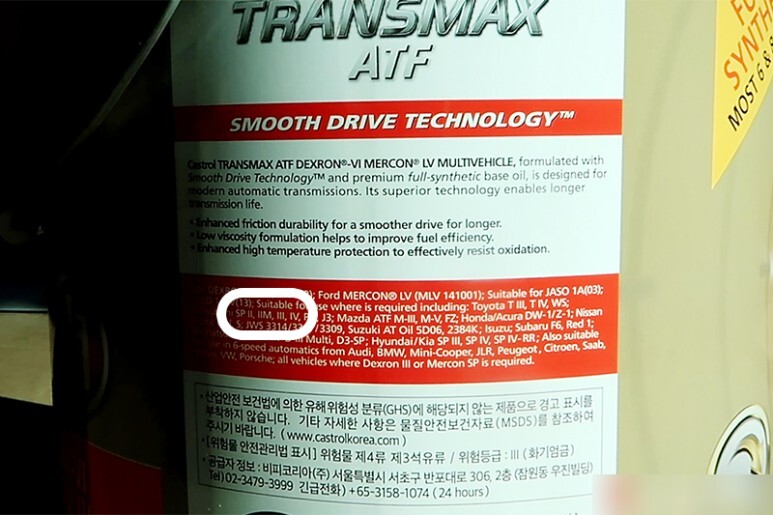 TRANSMAX
ATF
SMOOTH DRIVE TECHNOLOGY™
Castrol TRANSMAX ATF DEXRON®-VI MERCON® LV MULTIVEHICLE, formulated with
Smooth Drive Technology™ and premium full-synthetic base oil, is designed for
modern automatic transmissions. Its superior technology enables longer
transmission life.
• Enhanced friction durability for a smoother drive for longer.
• Low viscosity formulation helps to improve fuel efficiency.
• Enhanced high temperature protection to effectively resist oxidation.
Ford MERCON® LV (MLV 141001); Suitable for JASO 1A(03);
(13); Suitable for use where is required including: Toyota T III, T IV, WS;
SP II, IIM, III, IV, J3; Mazda ATF M-III, M-V, FZ; Honda/Acura DW-1/Z-1; Nissan
S; JWS 3314/ /3309, Suzuki AT Oil 5D06, 2384K; Isuzu; Subaru F6, Red 1;
III Multi, D3-SP; Hyundai/Kia SP III, SP IV, SP IV-RR; Also suitable
in 6-speed automatics from Audi, BMW, Mini-Cooper, JLR, Peugeot, Citroen, Saab,
VW, Porsche; all vehicles where Dexron III or Mercon SP is required.
• 산업안전 보건법에 의한 유해위험성 분류(GHS)에 해당되지 않는 제품으로 경고 표시를
부착하지 않습니다. 기타 자세한 사항은 물질안전보건자료(MSDS)를 참조하여
주시기 바랍니다. (www.castrolkorea.com)
• [위험물 안전관리법 표시] 위험물 제4류 제3석유류 / 위험등급 : III (화기엄금)
• 공급자 정보 : 비피코리아(주) 서울특별시 서초구 반포대로 306, 2층 (잠원동 우진빌딩)
Tel) 02-3479-3999 긴급전화) +65-3158-1074 (24 hours)
MOST 6 &